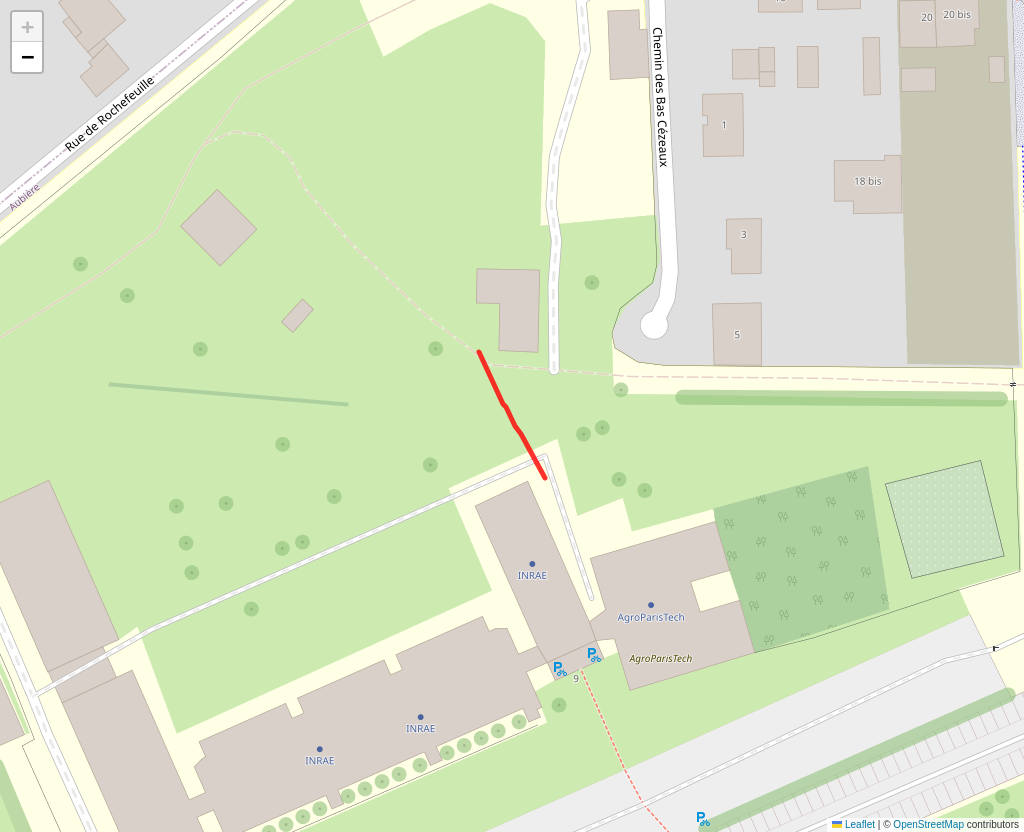 +
−
Rue de Rochefeuille
Aubière
Chemin des Bas Cézeaux
20
20 bis
1
18 bis
3
5
INRAE
AgroParisTech
AgroParisTech
9
INRAE
INRAE
Leaflet | © OpenStreetMap contributors